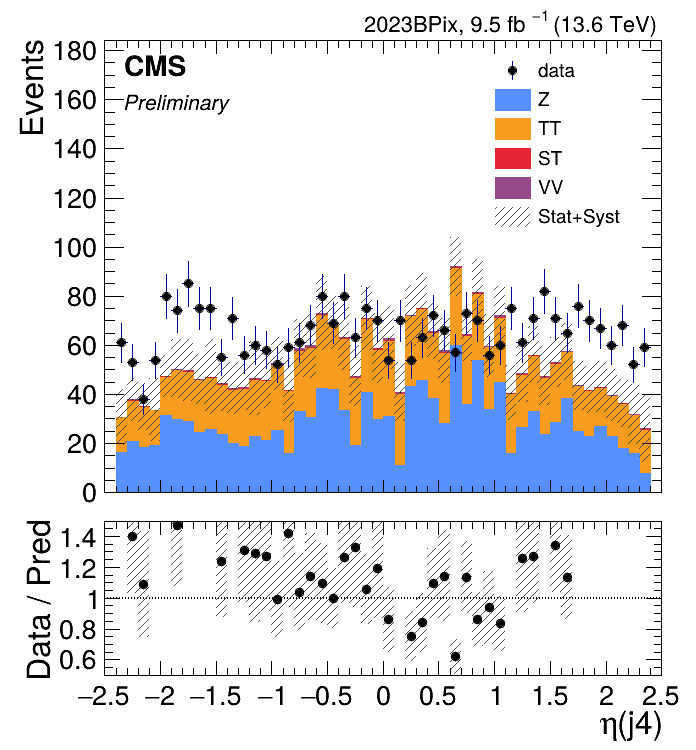 2023BPix, 9.5 fb⁻¹ (13.6 TeV)
Events
180
160
140
120
100
80
60
40
20
0
CMS
Preliminary
data
Z
TT
ST
VV
Stat+Syst
Data / Pred
1.4
1.2
1
0.8
0.6
−2.5 −2 −1.5 −1 −0.5 0 0.5 1 1.5 2 2.5
η(j4)